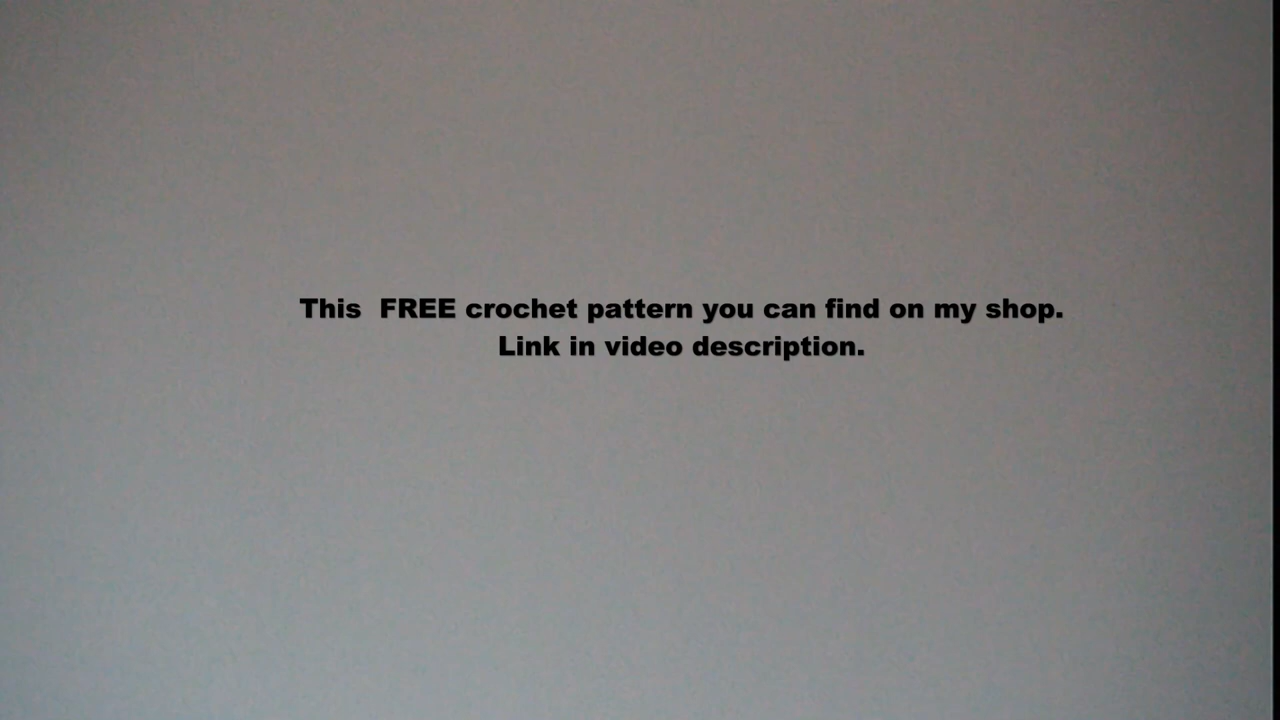 This  FREE crochet pattern you can find on my shop.
Link in video description.